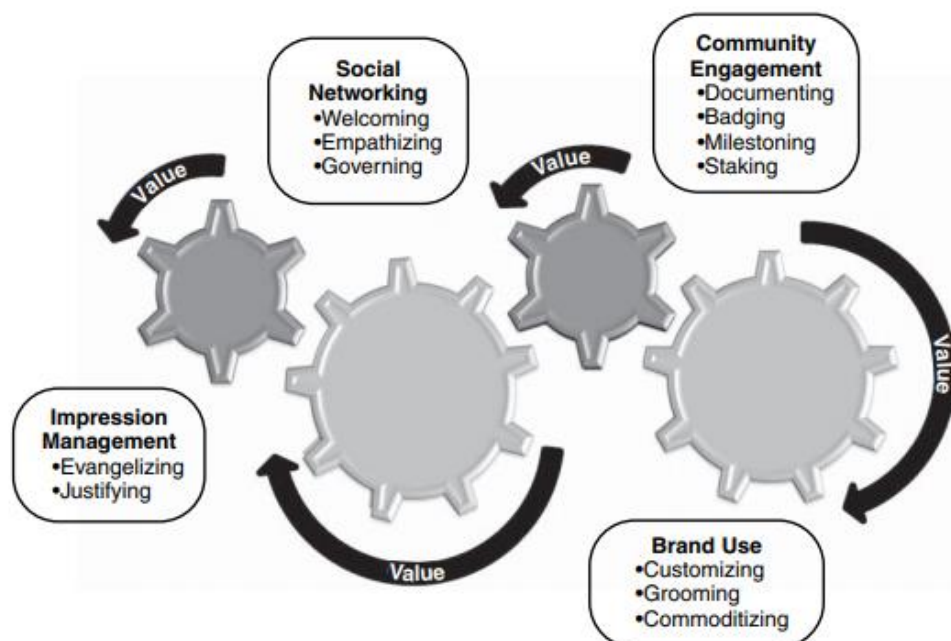 Social
Networking
•Welcoming
•Empathizing
•Governing
Community
Engagement
•Documenting
•Badging
•Milestoning
•Staking
Value
Value
Value
Impression
Management
•Evangelizing
•Justifying
Value
Brand Use
•Customizing
•Grooming
•Commoditizing